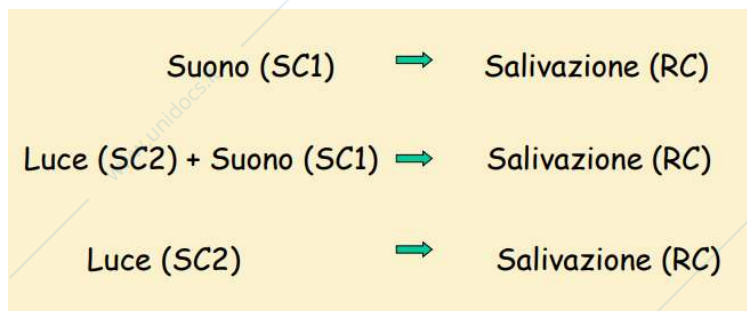 Suono (SC1) Salivazione (RC)
Luce (SC2) + Suono (SC1) Salivazione (RC)
Luce (SC2) Salivazione (RC)